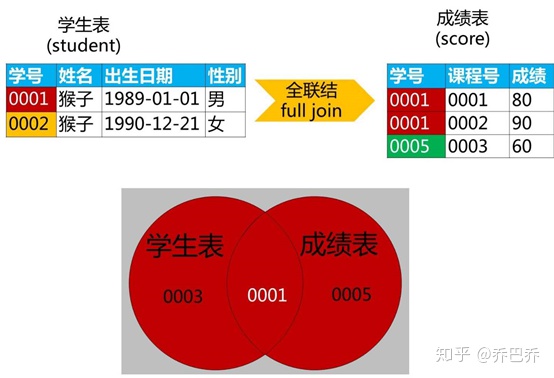 学生表
(student)
学号 姓名 出生日期 性别
0001 猴子 1989-01-01 男
0002 猴子 1990-12-21 女
全联结
full join
成绩表
(score)
学号 课程号 成绩
0001 0001 80
0001 0002 90
0005 0003 60
学生表 成绩表
0003 0001 0005
知乎 @乔巴乔